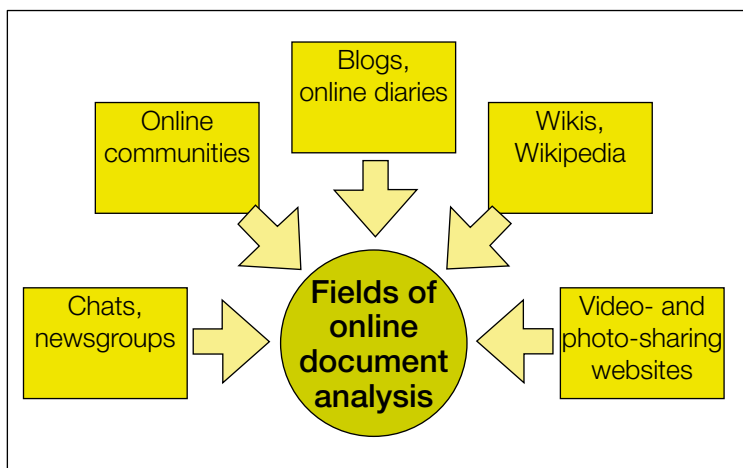 Blogs,
online diaries
Online
communities
Wikis,
Wikipedia
Chats,
newsgroups
Fields of
online
document
analysis
Video- and
photo-sharing
websites